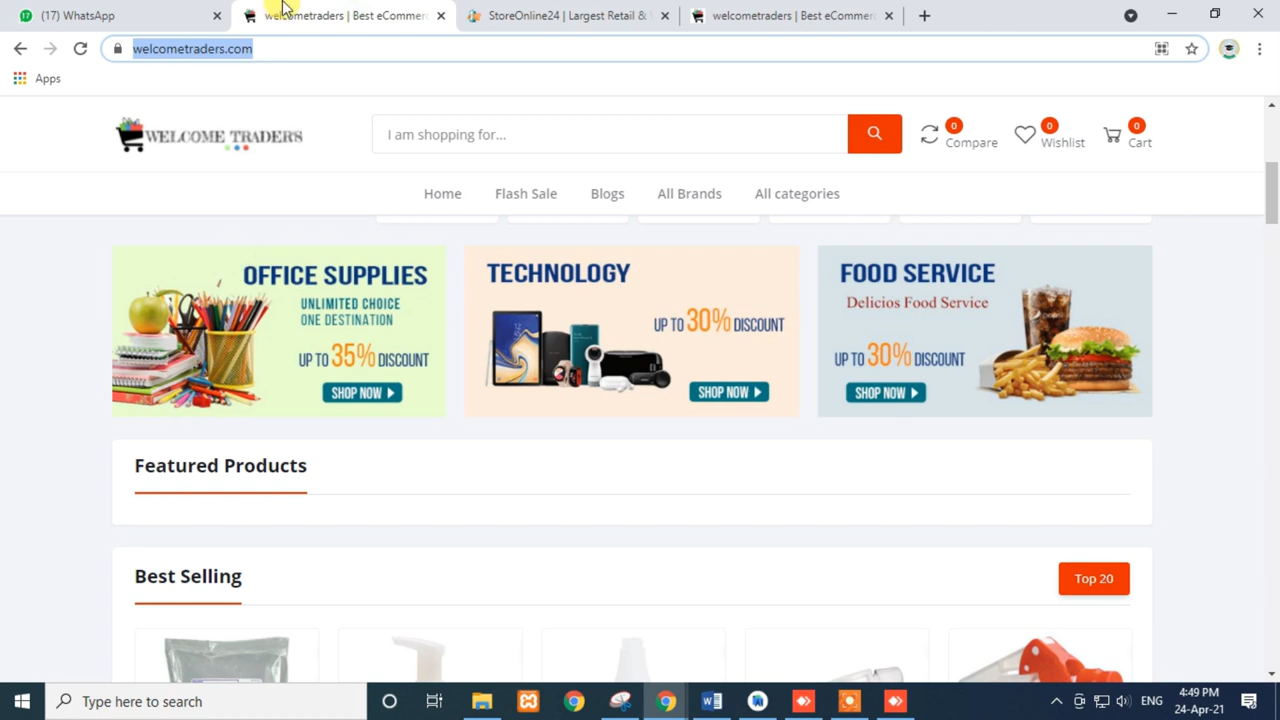 (17) WhatsApp
welcometraders | Best eCommerc
StoreOnline24 | Largest Retail & W
welcometraders | Best eCommerc
welcometraders.com
Apps
WELCOME TRADERS
I am shopping for...
0
Compare
0
Wishlist
0
Cart
Home
Flash Sale
Blogs
All Brands
All categories
OFFICE SUPPLIES
UNLIMITED CHOICE
ONE DESTINATION
UP TO 35% DISCOUNT
SHOP NOW
TECHNOLOGY
UP TO 30% DISCOUNT
SHOP NOW
FOOD SERVICE
Delicios Food Service
UP TO 30% DISCOUNT
SHOP NOW
Featured Products
Best Selling
Top 20
Type here to search
ENG
4:49 PM
24-Apr-21